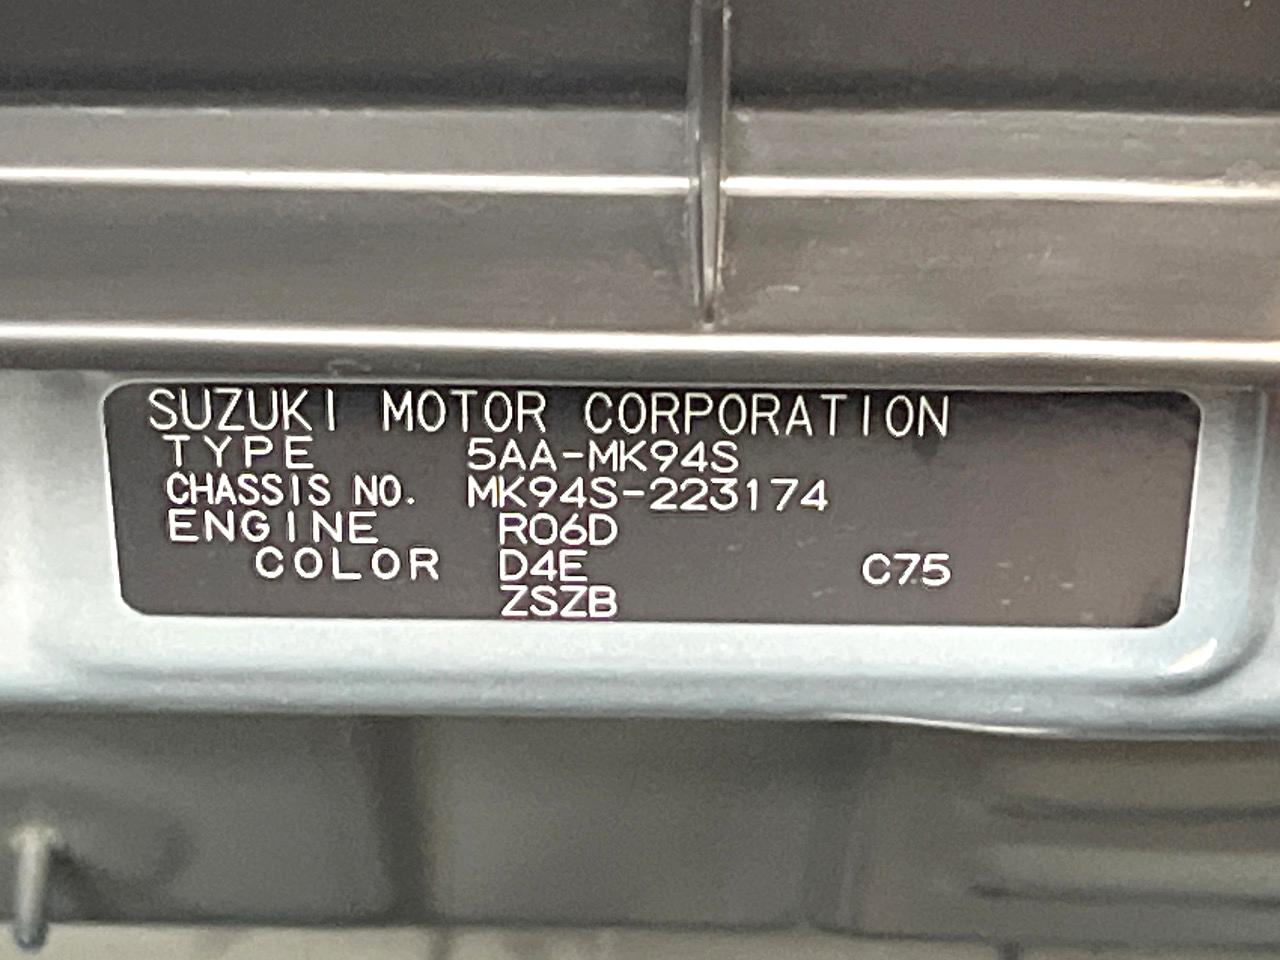 SUZUKI MOTOR CORPORATION
TYPE 5AA-MK94S
CHASSIS NO. MK94S-223174
ENGINE R06D
COLOR D4E C75
ZSZB